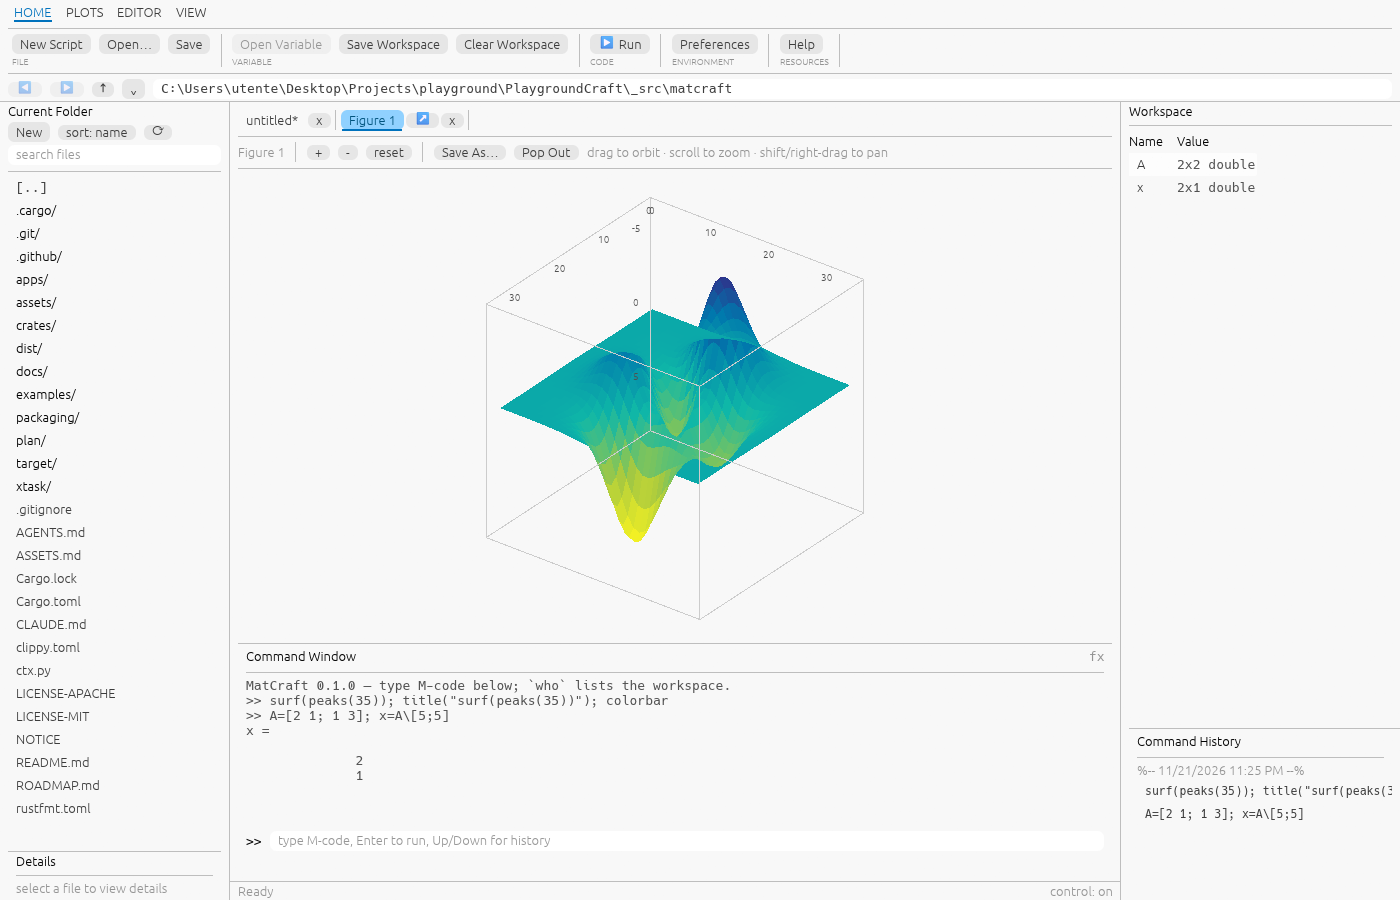 HOME PLOTS EDITOR VIEW
New Script Open... Save Open Variable Save Workspace Clear Workspace Run Preferences Help
FILE VARIABLE CODE ENVIRONMENT RESOURCES
C:\Users\utente\Desktop\Projects\playground\PlaygroundCraft\_src\matcraft
Current Folder
New sort: name
search files
[..]
.cargo/
.git/
.github/
apps/
assets/
crates/
dist/
docs/
examples/
packaging/
plan/
target/
xtask/
.gitignore
AGENTS.md
ASSETS.md
Cargo.lock
Cargo.toml
CLAUDE.md
clippy.toml
ctx.py
LICENSE-APACHE
LICENSE-MIT
NOTICE
README.md
ROADMAP.md
rustfmt.toml
Details
select a file to view details
untitled* x Figure 1 x
Figure 1 + - reset Save As... Pop Out drag to orbit · scroll to zoom · shift/right-drag to pan
-5
10 10
20 20
30 30
0
5
Command Window fx
MatCraft 0.1.0 — type M-code below; `who` lists the workspace.
>> surf(peaks(35)); title("surf(peaks(35))"); colorbar
>> A=[2 1; 1 3]; x=A\[5;5]
x =
2
1
>> type M-code, Enter to run, Up/Down for history
Ready control: on
Workspace
Name Value
A 2x2 double
x 2x1 double
Command History
%-- 11/21/2026 11:25 PM --%
surf(peaks(35)); title("surf(peaks(3
A=[2 1; 1 3]; x=A\[5;5]